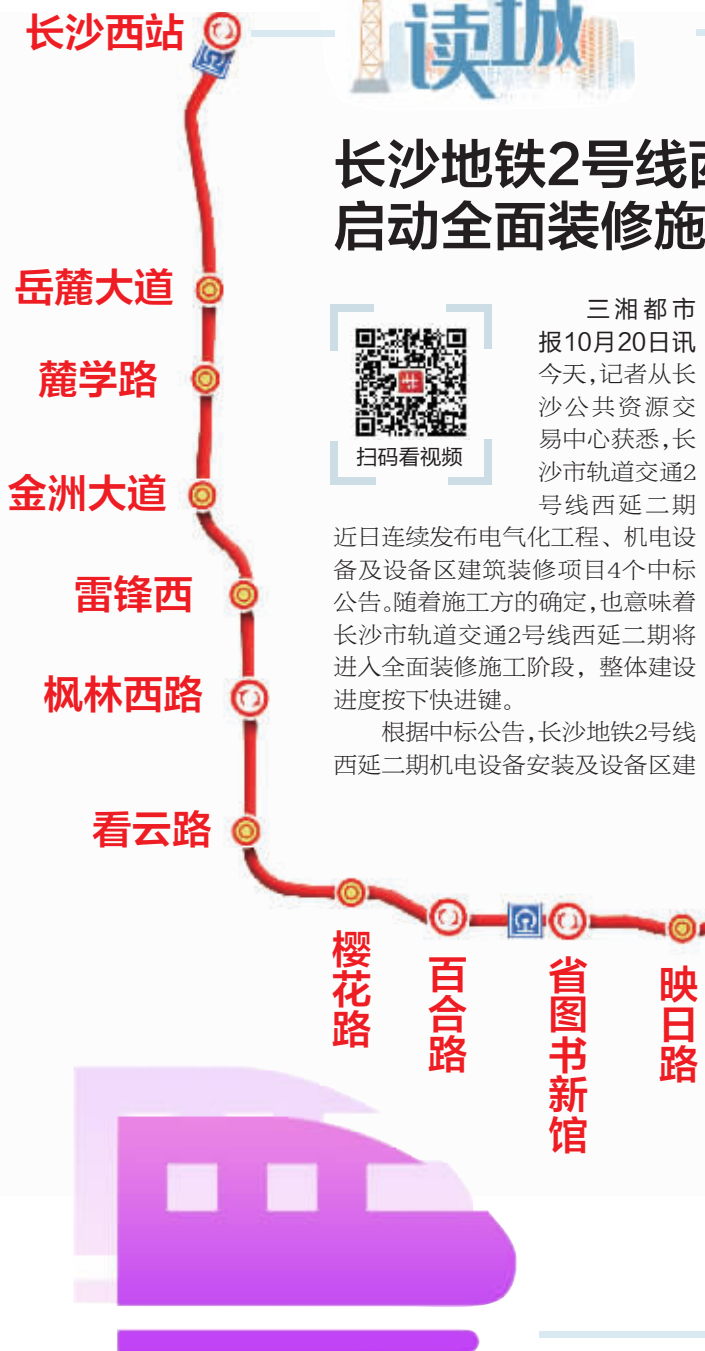 读城
长沙地铁2号线西
启动全面装修施
扫码看视频
三湘都市
报10月20日讯
今天,记者从长
沙公共资源交
易中心获悉,长
沙市轨道交通2
号线西延二期
近日连续发布电气化工程、机电设
备及设备区建筑装修项目4个中标
公告。随着施工方的确定,也意味着
长沙市轨道交通2号线西延二期将
进入全面装修施工阶段,整体建设
进度按下快进键。
根据中标公告,长沙地铁2号线
西延二期机电设备安装及设备区建
长沙西站
岳麓大道
麓学路
金洲大道
雷锋西
枫林西路
看云路
樱花路
百合路
省图书新馆
映日路